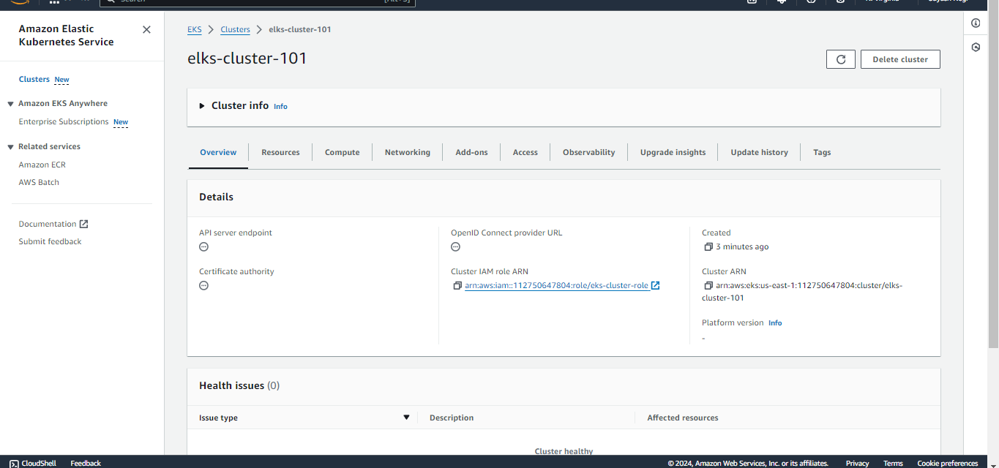 Search
[Alt+S]
Amazon Elastic
Kubernetes Service
Clusters New
Amazon EKS Anywhere
Enterprise Subscriptions New
Related services
Amazon ECR
AWS Batch
Documentation
Submit feedback
EKS
Clusters
elks-cluster-101
elks-cluster-101
Delete cluster
Cluster info Info
Overview
Resources
Compute
Networking
Add-ons
Access
Observability
Upgrade insights
Update history
Tags
Details
API server endpoint
Certificate authority
OpenID Connect provider URL
Cluster IAM role ARN
arn:aws:iam::112750647804:role/eks-cluster-role
Created
3 minutes ago
Cluster ARN
arn:aws:eks:us-east-1:112750647804:cluster/elks-
cluster-101
Platform version Info
-
Health issues (0)
Issue type
Description
Affected resources
Cluster healthy
CloudShell
Feedback
© 2024, Amazon Web Services, Inc. or its affiliates.
Privacy
Terms
Cookie preferences